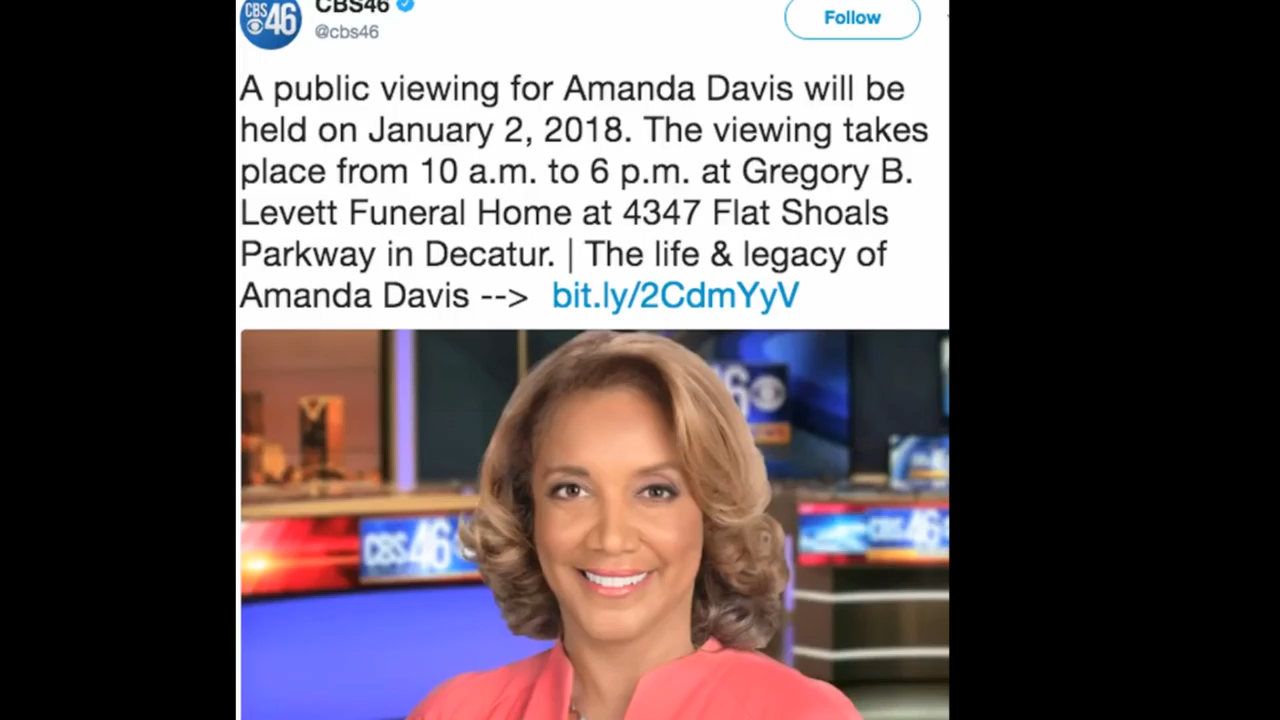 CBS46
CBS
46
@cbs46
Follow
A public viewing for Amanda Davis will be
held on January 2, 2018. The viewing takes
place from 10 a.m. to 6 p.m. at Gregory B.
Levett Funeral Home at 4347 Flat Shoals
Parkway in Decatur. | The life & legacy of
Amanda Davis --> bit.ly/2CdmYyV
CBS46
CBS46